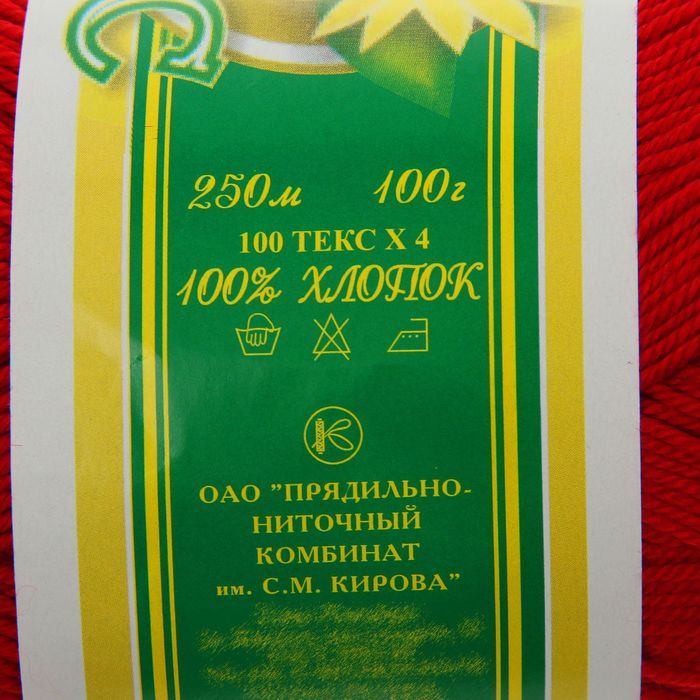 250м 100г
100 ТЕКС Х 4
100% ХЛОПОК
ОАО "ПРЯДИЛЬНО-
НИТОЧНЫЙ
КОМБИНАТ
им. С.М. КИРОВА"